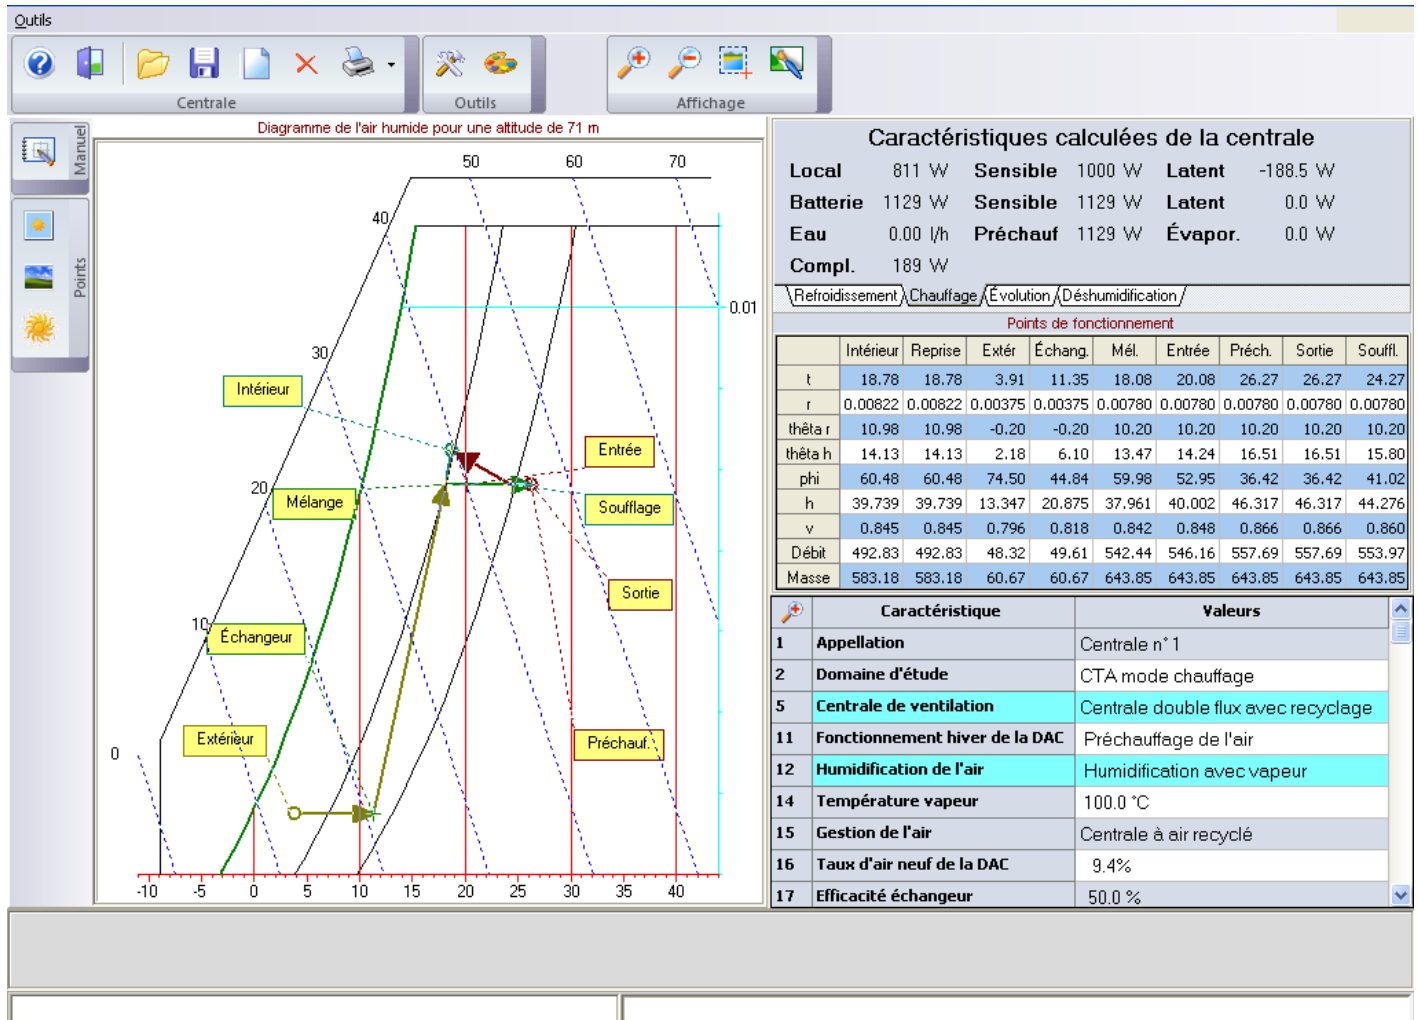 Outils
Centrale
Outils
Affichage
Manuel
Points
Diagramme de l'air humide pour une altitude de 71 m
50 60 70
40
0.01
30
Intérieur
Entrée
20
Mélange
Soufflage
Sortie
10
Échangeur
Extérieur
Préchauf.
0
-10 -5 0 5 10 15 20 25 30 35 40
Caractéristiques calculées de la centrale
Local 811 W Sensible 1000 W Latent -188.5 W
Batterie 1129 W Sensible 1129 W Latent 0.0 W
Eau 0.00 l/h Préchauf 1129 W Évapor. 0.0 W
Compl. 189 W
Refroidissement Chauffage Évolution Déshumidification
Points de fonctionnement
Intérieur Reprise Extér Échang. Mél. Entrée Préch. Sortie Souffl.
t 18.78 18.78 3.91 11.35 18.08 20.08 26.27 26.27 24.27
r 0.00822 0.00822 0.00375 0.00375 0.00780 0.00780 0.00780 0.00780 0.00780
thêta r 10.98 10.98 -0.20 -0.20 10.20 10.20 10.20 10.20 10.20
thêta h 14.13 14.13 2.18 6.10 13.47 14.24 16.51 16.51 15.80
phi 60.48 60.48 74.50 44.84 59.98 52.95 36.42 36.42 41.02
h 39.739 39.739 13.347 20.875 37.961 40.002 46.317 46.317 44.276
v 0.845 0.845 0.796 0.818 0.842 0.848 0.866 0.866 0.860
Débit 492.83 492.83 48.32 49.61 542.44 546.16 557.69 557.69 553.97
Masse 583.18 583.18 60.67 60.67 643.85 643.85 643.85 643.85 643.85
Caractéristique Valeurs
1 Appellation Centrale n° 1
2 Domaine d'étude CTA mode chauffage
5 Centrale de ventilation Centrale double flux avec recyclage
11 Fonctionnement hiver de la DAC Préchauffage de l'air
12 Humidification de l'air Humidification avec vapeur
14 Température vapeur 100.0 °C
15 Gestion de l'air Centrale à air recyclé
16 Taux d'air neuf de la DAC 9.4%
17 Efficacité échangeur 50.0 %